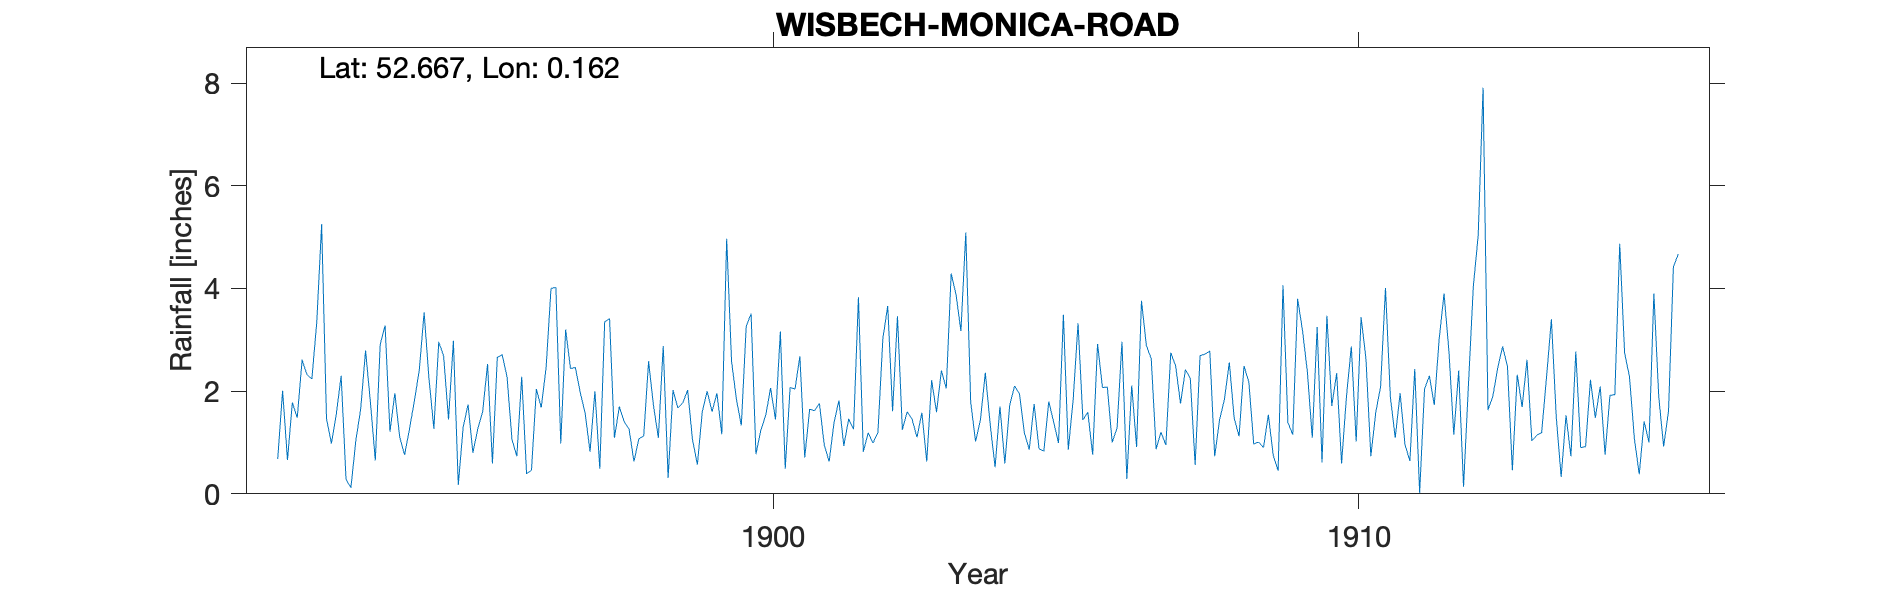 WISBECH-MONICA-ROAD
Lat: 52.667, Lon: 0.162
8
6
4
2
0
Rainfall [inches]
1900 1910
Year